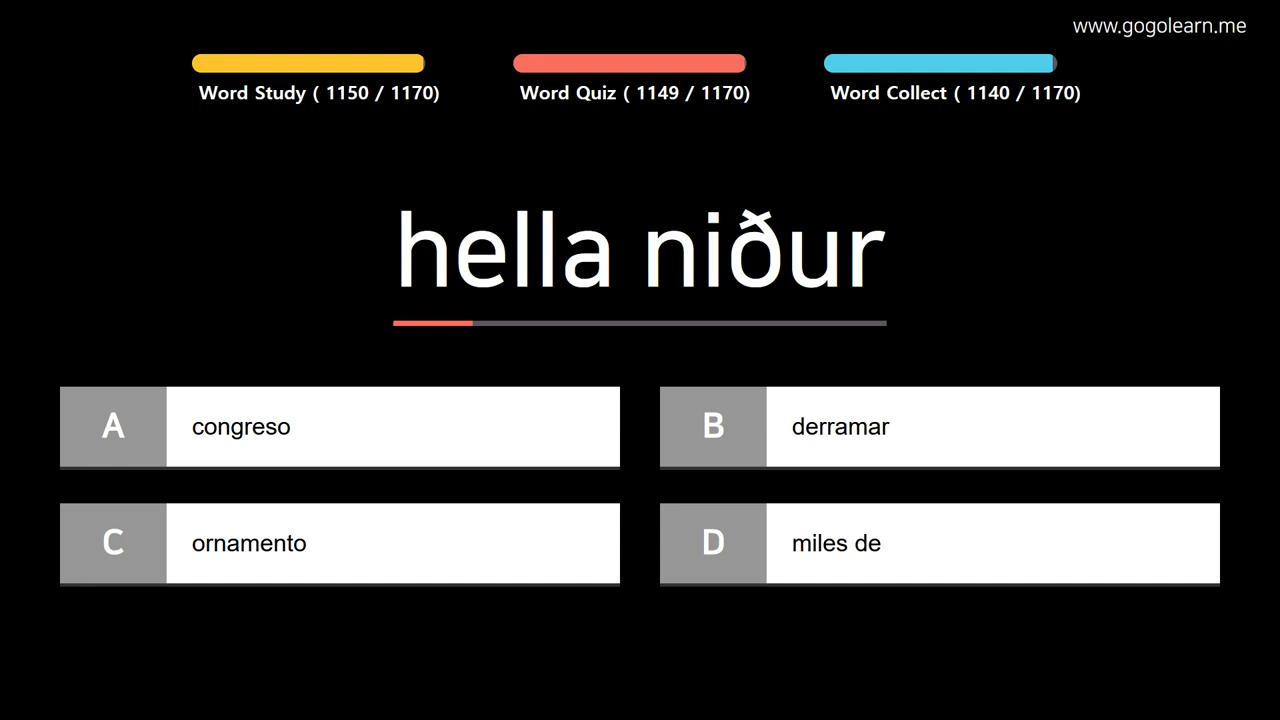 www.gogolearn.me
Word Study ( 1150 / 1170)
Word Quiz ( 1149 / 1170)
Word Collect ( 1140 / 1170)
hella niður
A congreso
B derramar
C ornamento
D miles de